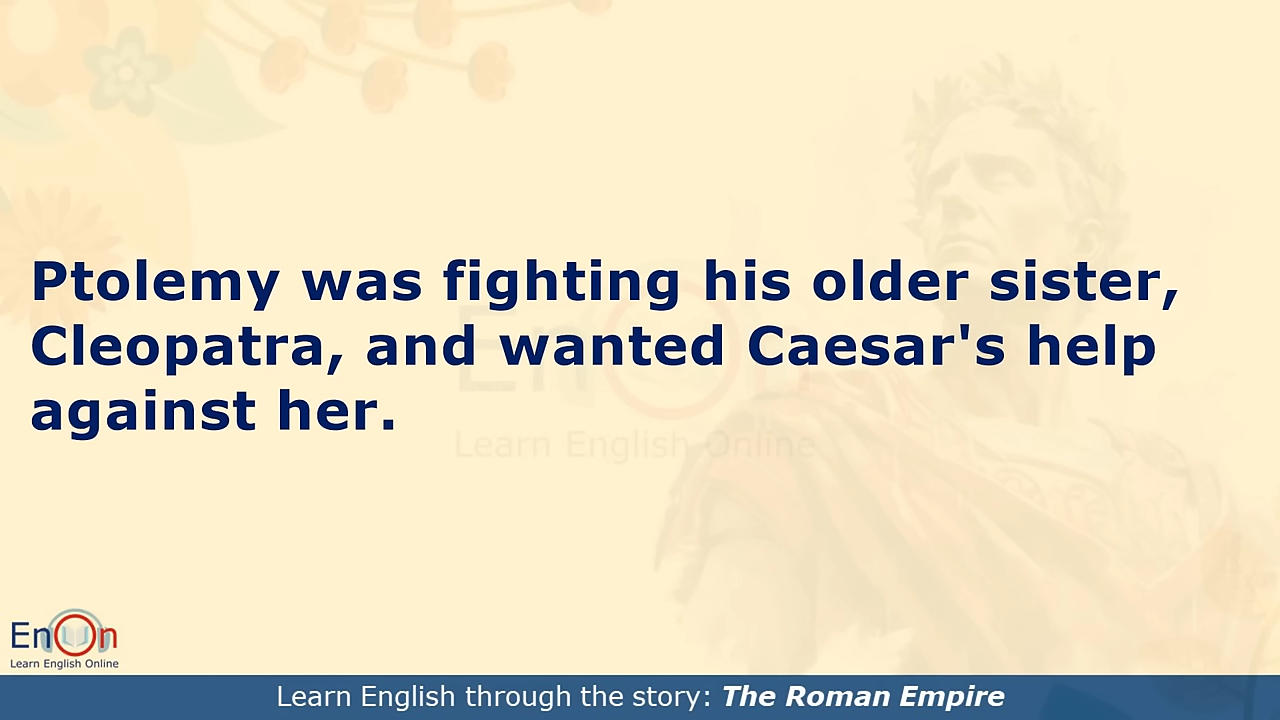 Ptolemy was fighting his older sister,
Cleopatra, and wanted Caesar's help
against her.
EnOn
Learn English Online
EnOn
Learn English Online
Learn English through the story: The Roman Empire